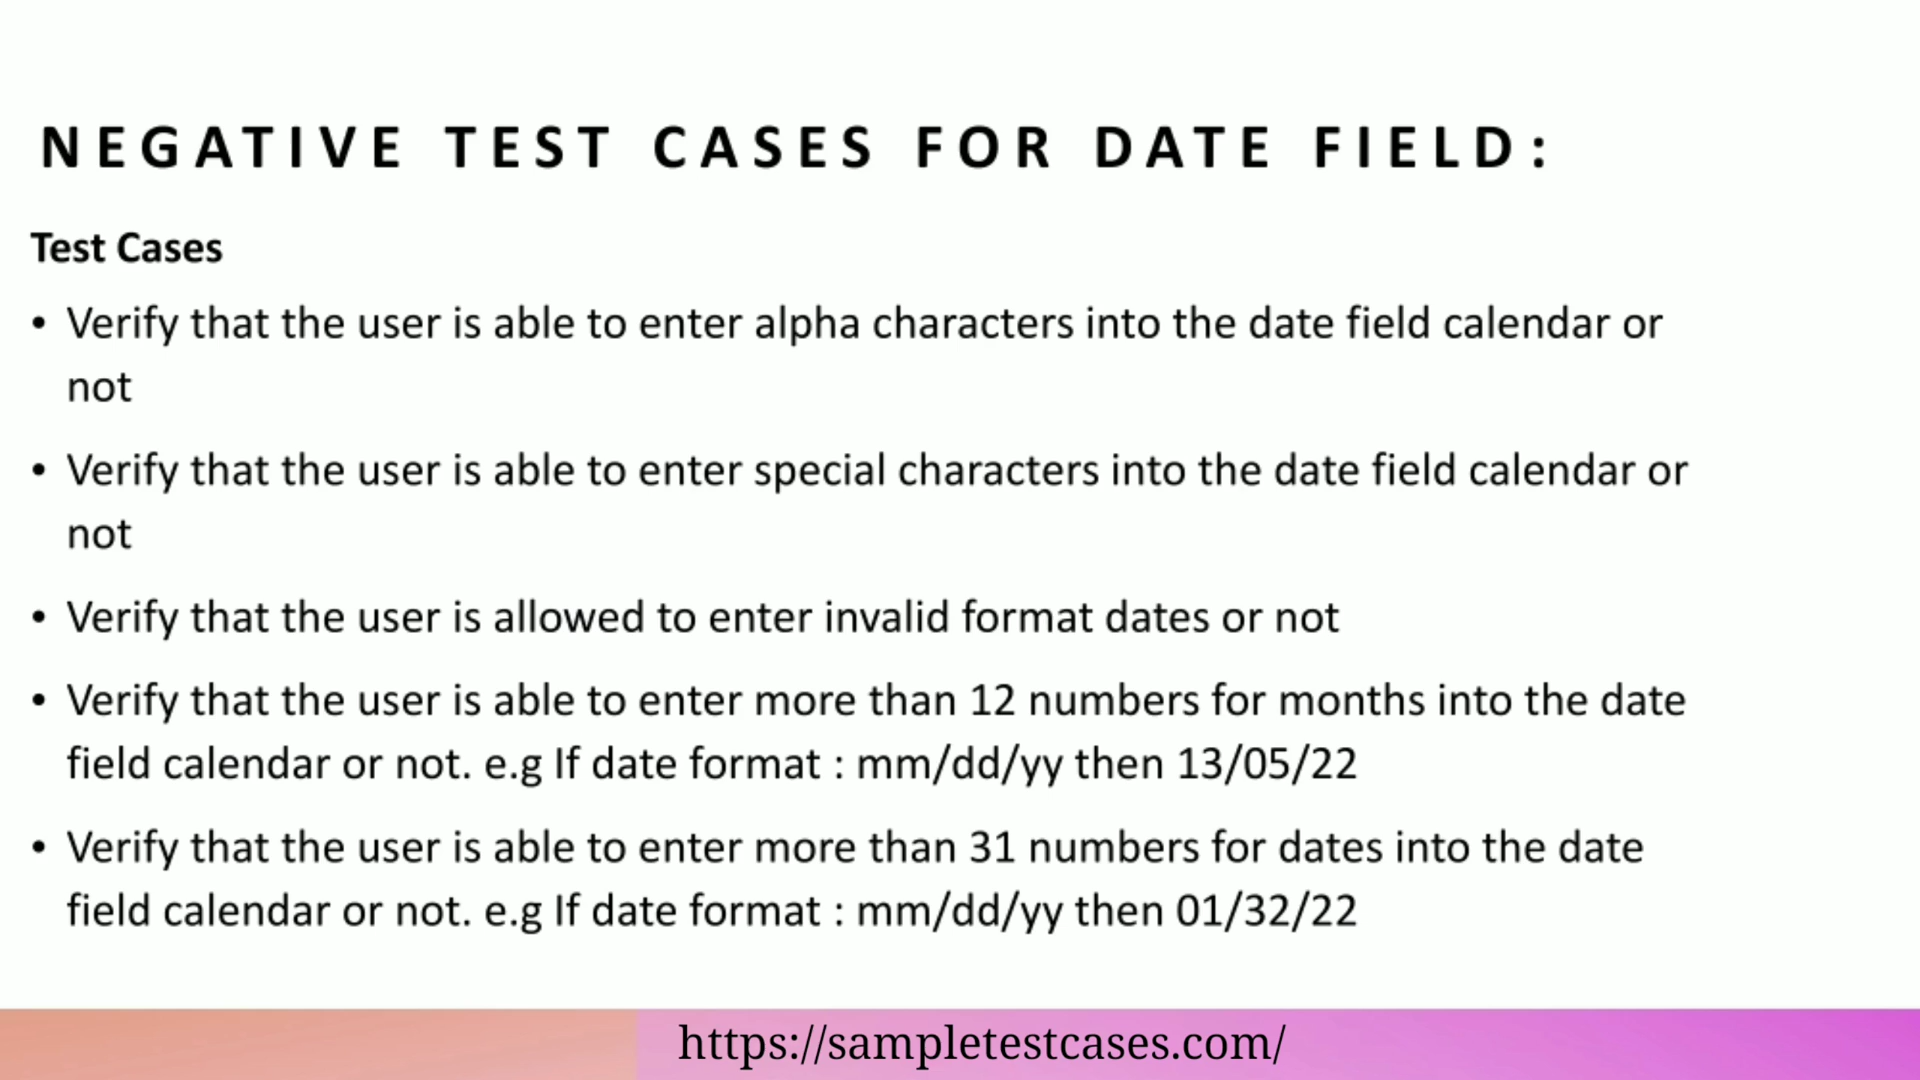 NEGATIVE TEST CASES FOR DATE FIELD:
Test Cases
• Verify that the user is able to enter alpha characters into the date field calendar or
not
• Verify that the user is able to enter special characters into the date field calendar or
not
• Verify that the user is allowed to enter invalid format dates or not
• Verify that the user is able to enter more than 12 numbers for months into the date
field calendar or not. e.g If date format : mm/dd/yy then 13/05/22
• Verify that the user is able to enter more than 31 numbers for dates into the date
field calendar or not. e.g If date format : mm/dd/yy then 01/32/22
https://sampletestcases.com/